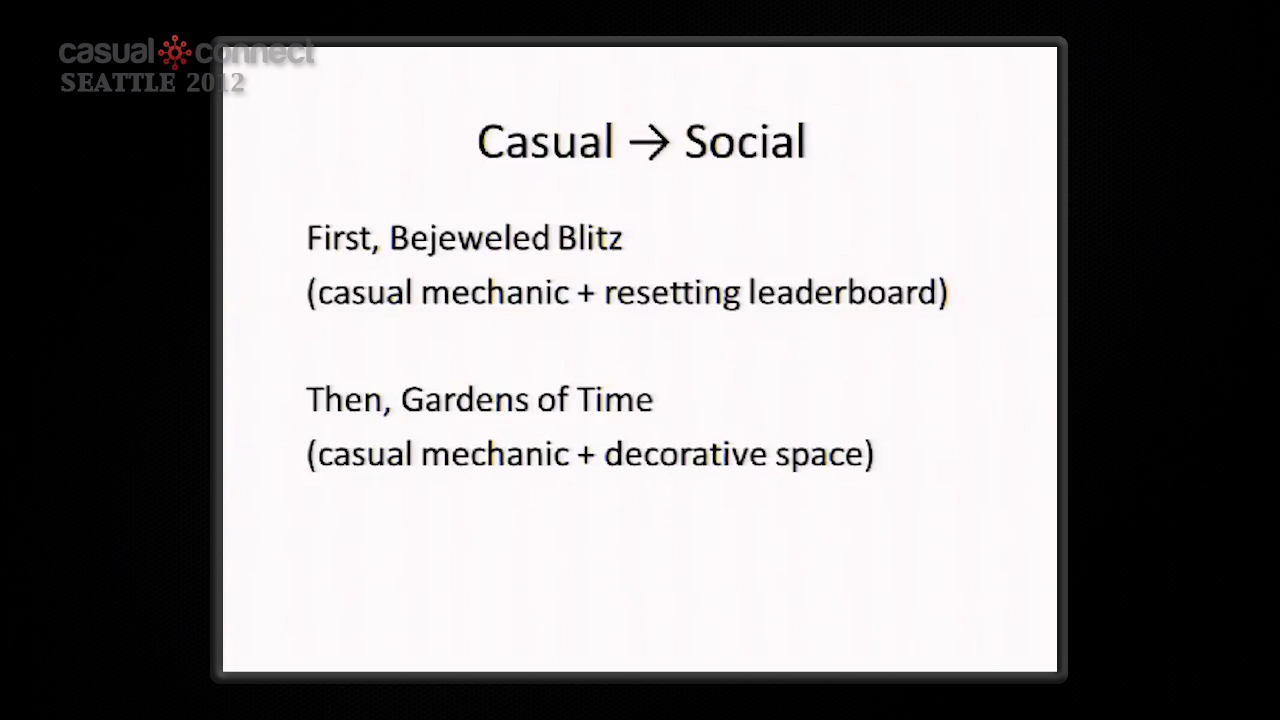 casual connect
SEATTLE 2012
Casual → Social
First, Bejeweled Blitz
(casual mechanic + resetting leaderboard)
Then, Gardens of Time
(casual mechanic + decorative space)